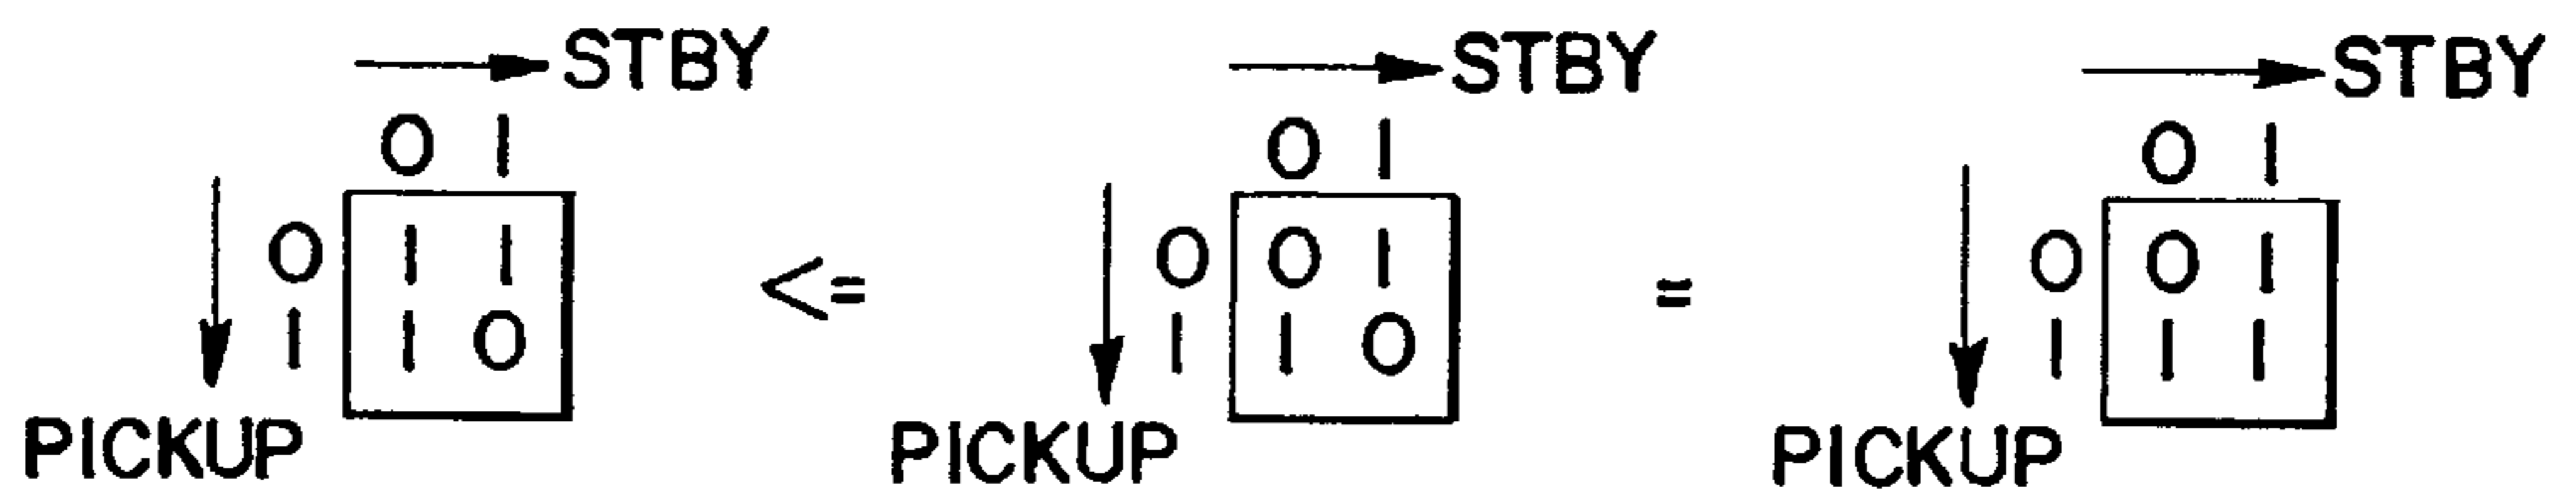 STBY STBY STBY
0 1 0 1 0 1
0 1 1 0 0 1 0 0 1
<= =
1 1 0 1 1 0 1 1 1
PICKUP PICKUP PICKUP